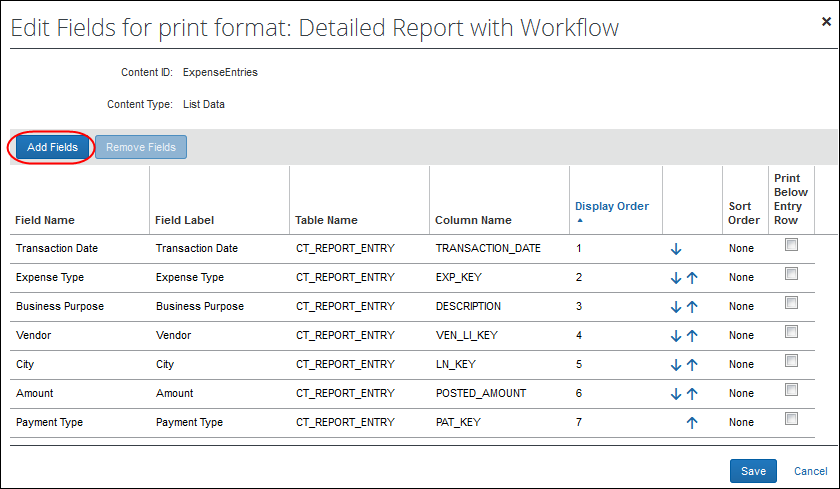 Edit Fields for print format: Detailed Report with Workflow
Content ID: ExpenseEntries
Content Type: List Data
Add Fields Remove Fields
Field Name Field Label Table Name Column Name Display Order Sort Order Print Below Entry Row
Transaction Date Transaction Date CT_REPORT_ENTRY TRANSACTION_DATE 1 None
Expense Type Expense Type CT_REPORT_ENTRY EXP_KEY 2 None
Business Purpose Business Purpose CT_REPORT_ENTRY DESCRIPTION 3 None
Vendor Vendor CT_REPORT_ENTRY VEN_LI_KEY 4 None
City City CT_REPORT_ENTRY LN_KEY 5 None
Amount Amount CT_REPORT_ENTRY POSTED_AMOUNT 6 None
Payment Type Payment Type CT_REPORT_ENTRY PAT_KEY 7 None
Save Cancel